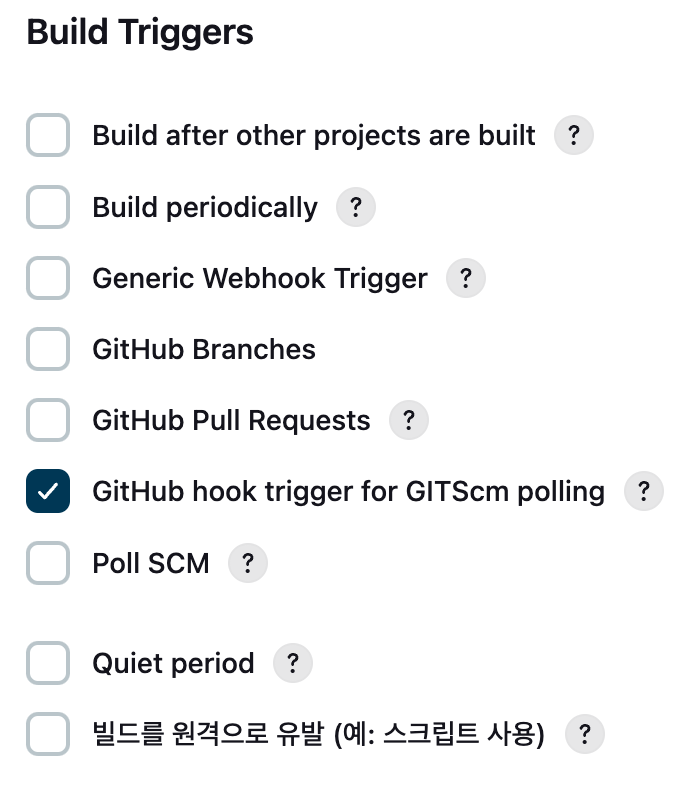 Build Triggers
Build after other projects are built ?
Build periodically ?
Generic Webhook Trigger ?
GitHub Branches
GitHub Pull Requests ?
GitHub hook trigger for GITScm polling ?
Poll SCM ?
Quiet period ?
빌드를 원격으로 유발 (예: 스크립트 사용) ?